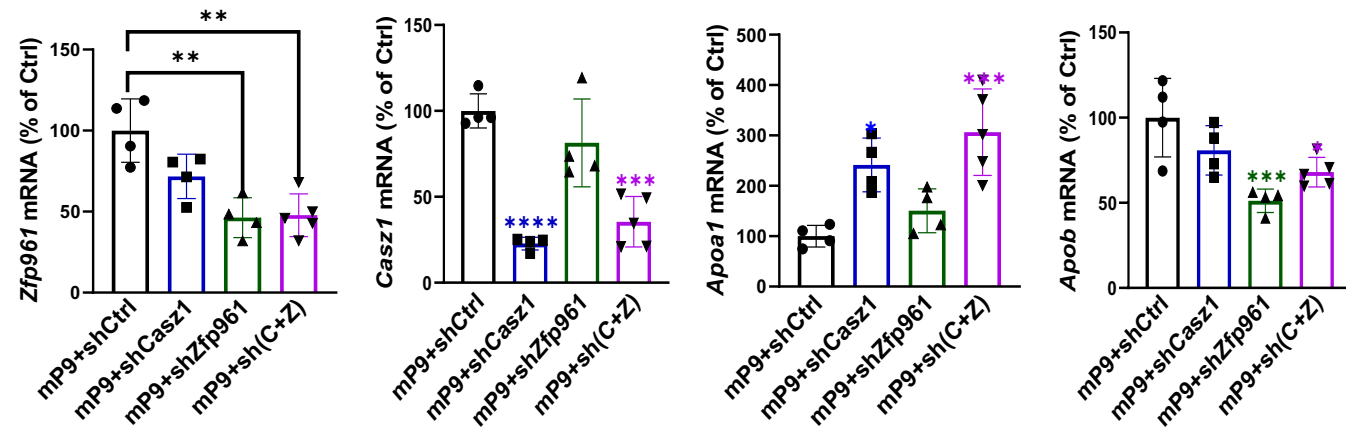 Zfp961 mRNA (% of Ctrl)
150
100
50
0
**
**
mP9+shCtrl
mP9+shCasz1
mP9+shZfp961
mP9+sh(C+Z)
Casz1 mRNA (% of Ctrl)
150
100
50
0
****
***
mP9+shCtrl
mP9+shCasz1
mP9+shZfp961
mP9+sh(C+Z)
Apoa1 mRNA (% of Ctrl)
500
400
300
200
100
0
*
***
mP9+shCtrl
mP9+shCasz1
mP9+shZfp961
mP9+sh(C+Z)
Apob mRNA (% of Ctrl)
150
100
50
0
***
*
mP9+shCtrl
mP9+shCasz1
mP9+shZfp961
mP9+sh(C+Z)